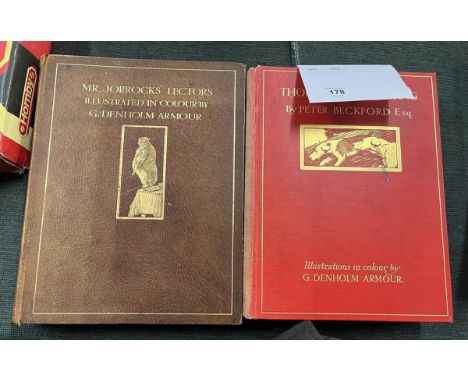 Hornby
MR. JORROCKS' LECTORS
ILLUSTRATED IN COLOUR BY
G. DENHOLM ARMOUR
178
THO
By PETER BECKFORD Esq
Illustrations in colour by
G. DENHOLM ARMOUR.